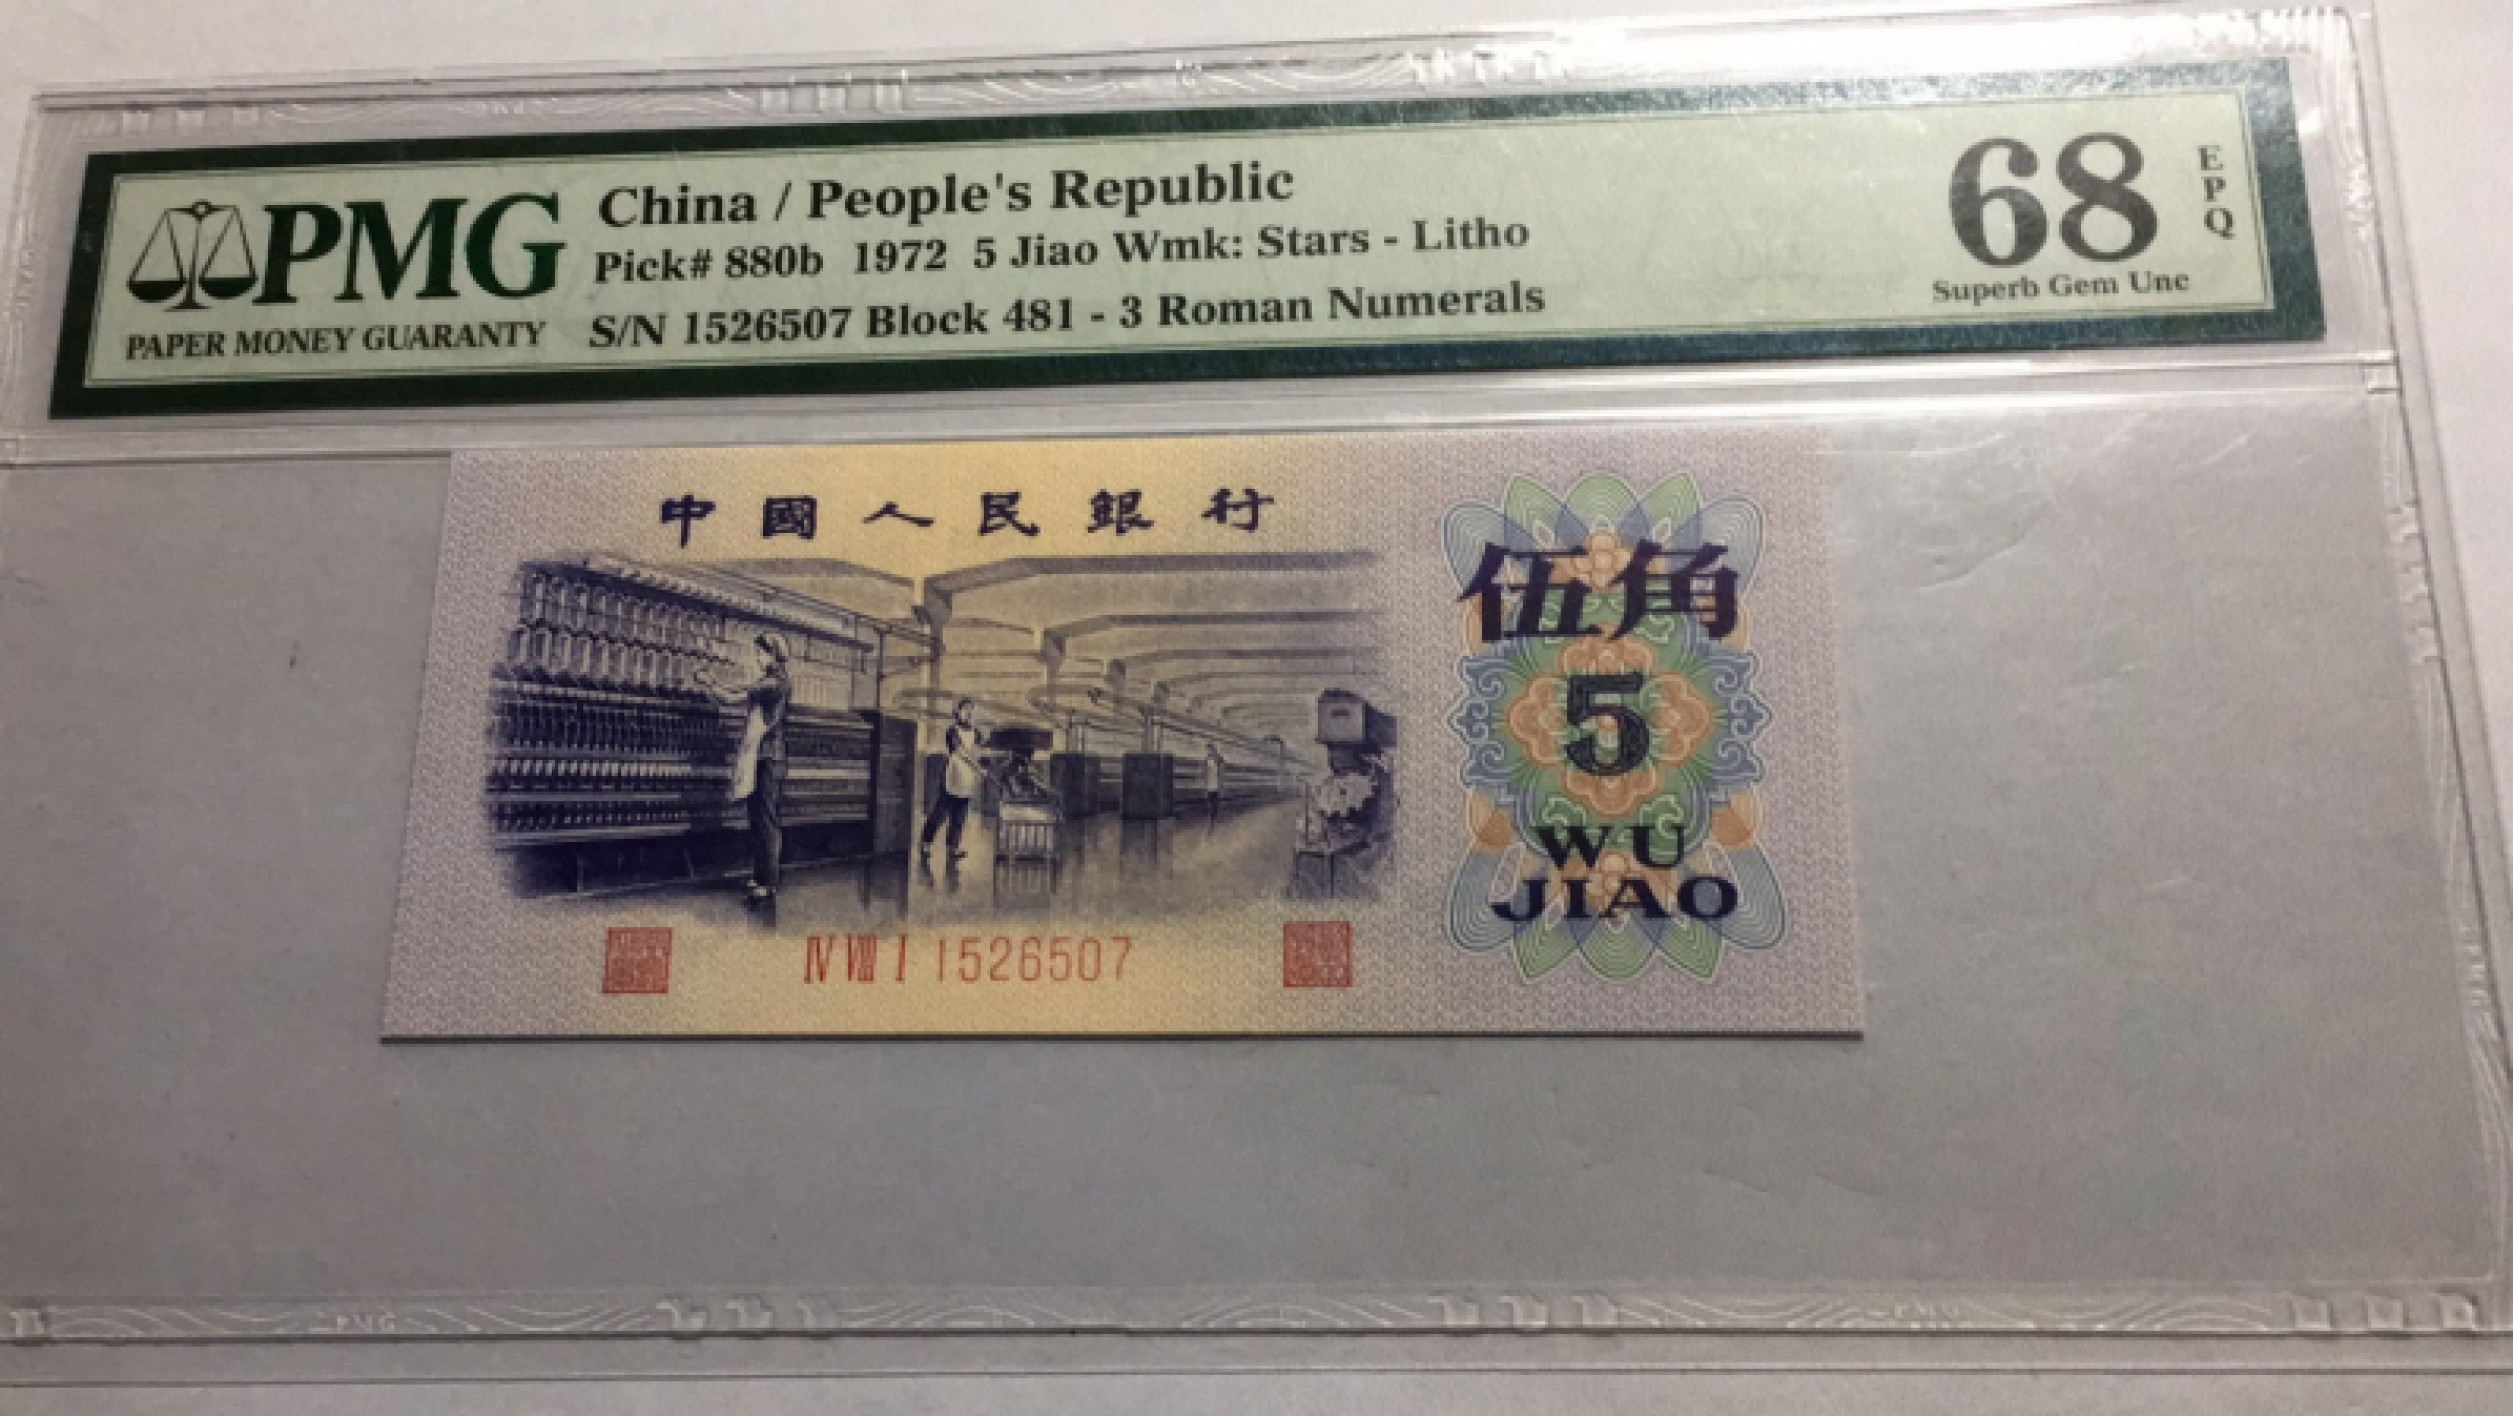 PMG
PAPER MONEY GUARANTY
China / People's Republic
Pick# 880b 1972 5 Jiao Wmk: Stars - Litho
S/N 1526507 Block 481 - 3 Roman Numerals
68
EPQ
Superb Gem Unc
中國人民銀行
伍角
5
WU
JIAO
Ⅳ Ⅷ Ⅰ 1526507